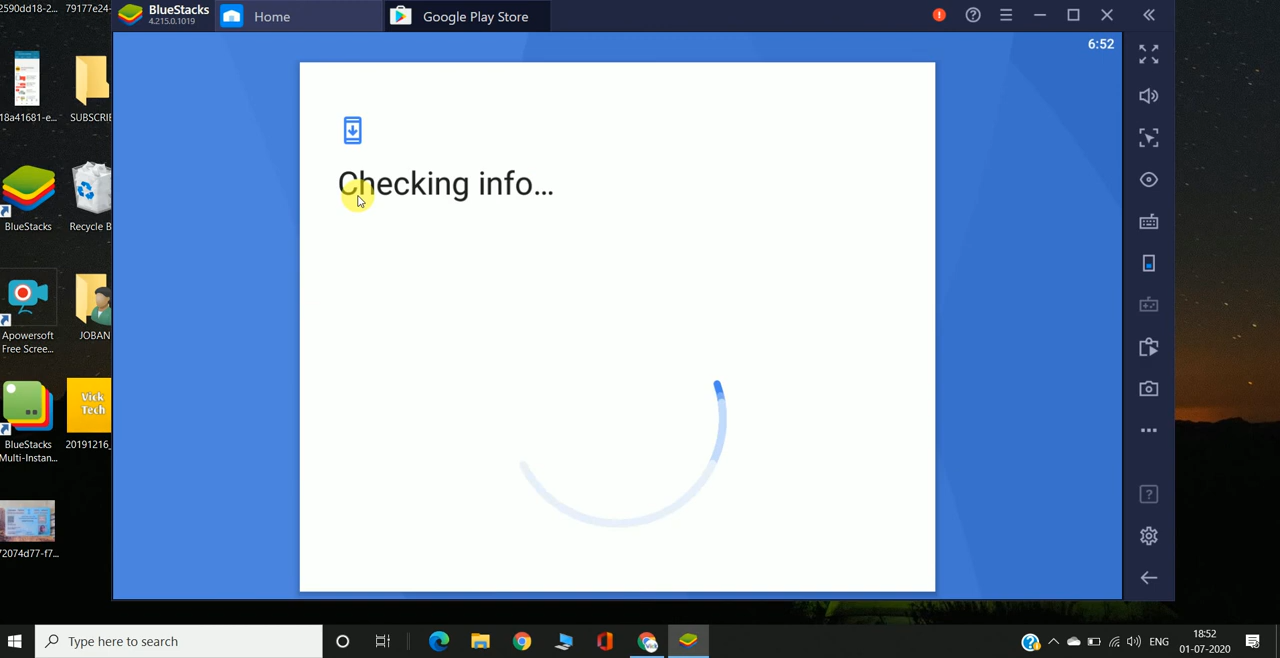 2590dd18-2...
79177e24-
BlueStacks
4.215.0.1019
Home
Google Play Store
6:52
Checking info...
18a41681-e...
SUBSCRIE
BlueStacks
Recycle B
Apowersoft
Free Scree...
JOBAN
BlueStacks
Multi-Instan...
Vick
Tech
20191216_
72074d77-f7...
Type here to search
ENG
18:52
01-07-2020